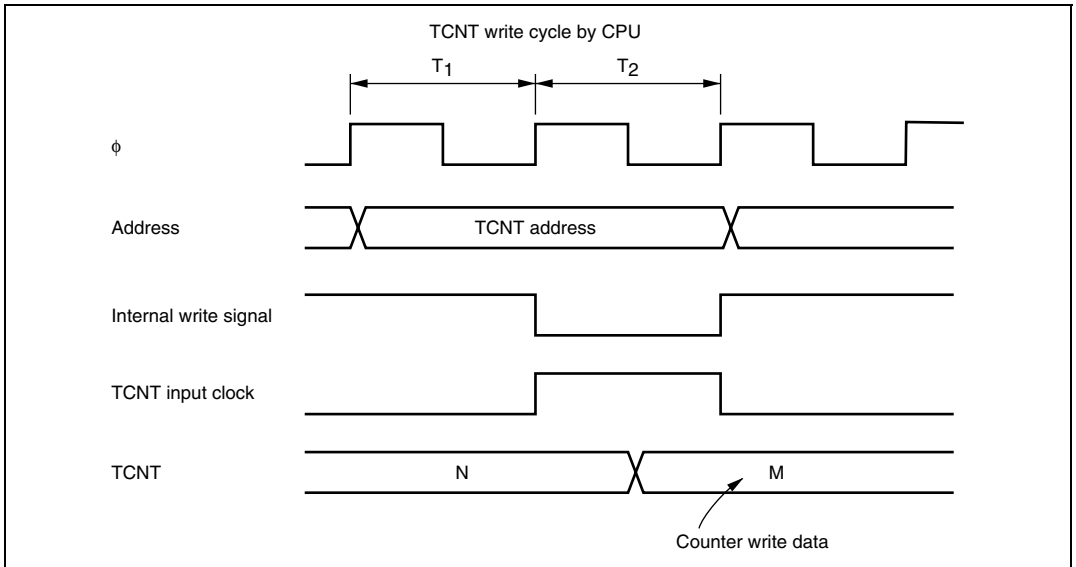 TCNT write cycle by CPU
T1 T2
φ
Address TCNT address
Internal write signal
TCNT input clock
TCNT N M
Counter write data